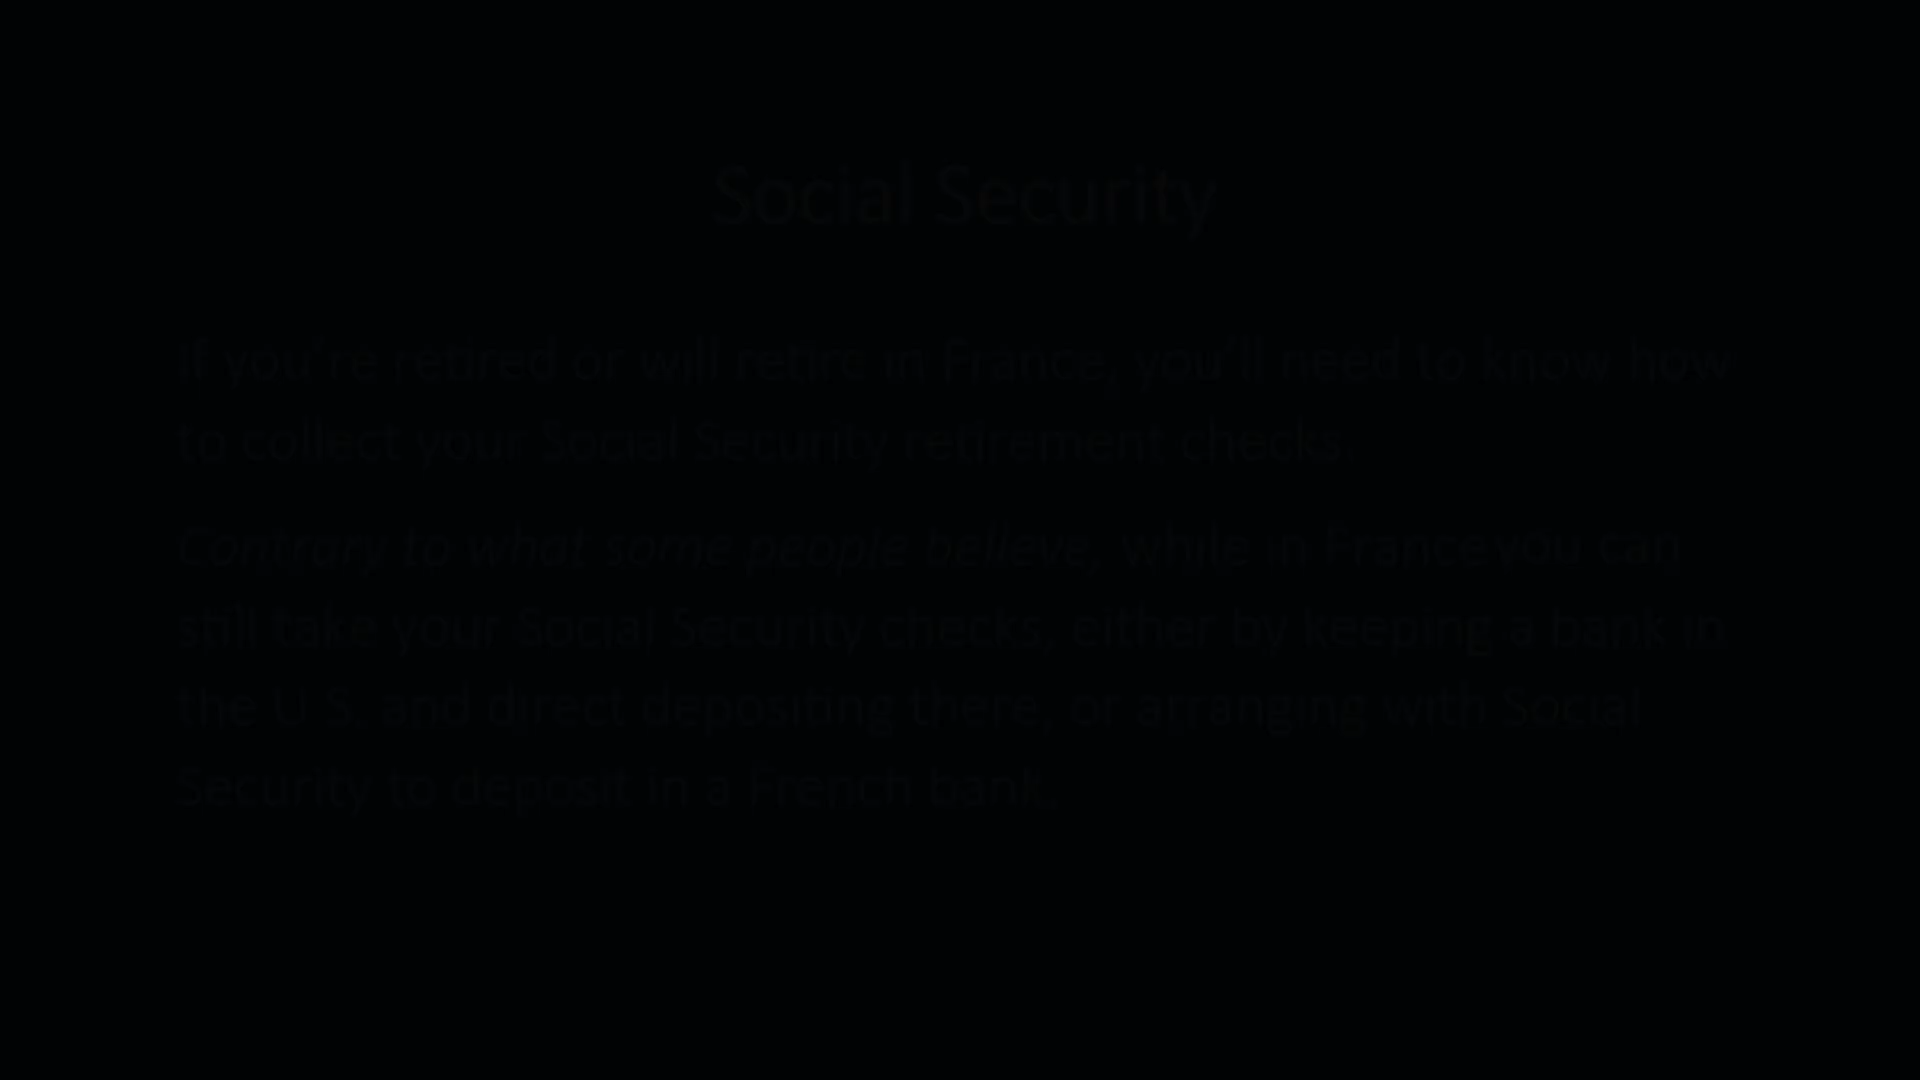 Social Security
If you're retired or will retire in France, you'll need to know how
to collect your Social Security retirement checks.
Contrary to what some people believe, while in Franceyou can
still take your Social Security checks, either by keeping a bank in
the U.S. and direct depositing there, or arranging with Social
Security to deposit in a French bank.